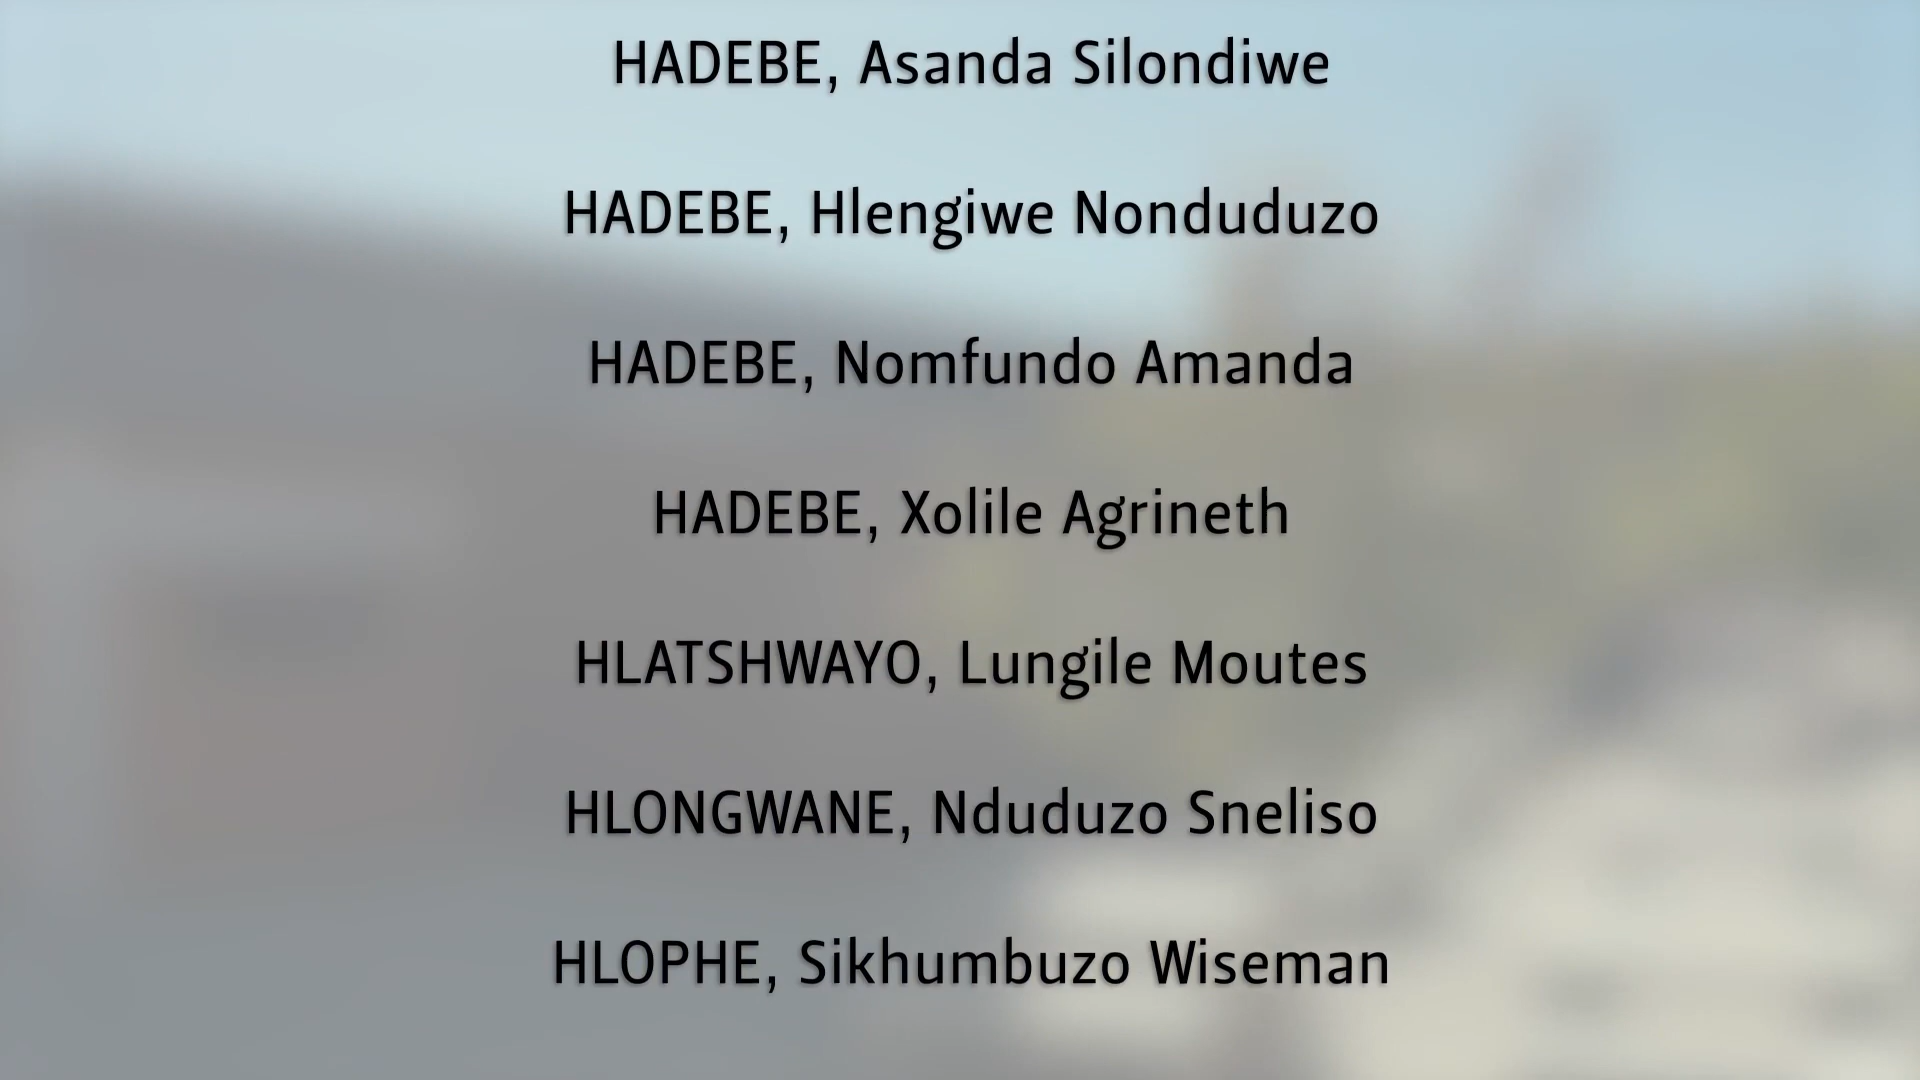 HADEBE, Asanda Silondiwe
HADEBE, Hlengiwe Nonduduzo
HADEBE, Nomfundo Amanda
HADEBE, Xolile Agrineth
HLATSHWAYO, Lungile Moutes
HLONGWANE, Nduduzo Sneliso
HLOPHE, Sikhumbuzo Wiseman